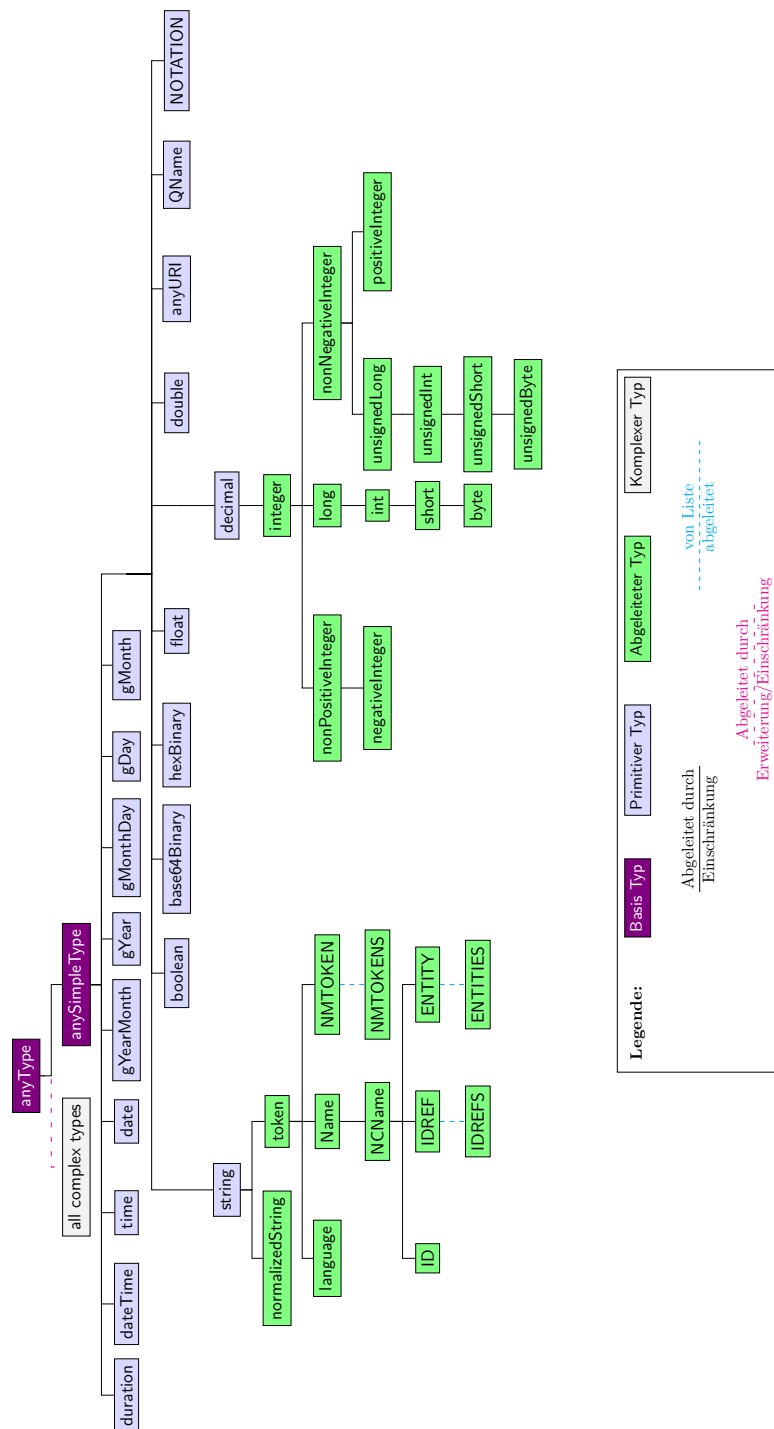 anyType
all complex types
anySimpleType
duration
dateTime
time
date
gYearMonth
gYear
gMonthDay
gDay
gMonth
boolean
base64Binary
hexBinary
float
double
anyURI
QName
NOTATION
string
decimal
normalizedString
token
integer
language
Name
NMTOKEN
nonPositiveInteger
long
nonNegativeInteger
NCName
NMTOKENS
negativeInteger
int
unsignedLong
positiveInteger
ID
IDREF
ENTITY
short
unsignedInt
IDREFS
ENTITIES
byte
unsignedShort
unsignedByte
Legende:
Basis Typ
Primitiver Typ
Abgeleiteter Typ
Komplexer Typ
Abgeleitet durch
Einschränkung
von Liste
abgeleitet
Abgeleitet durch
Erweiterung/Einschränkung